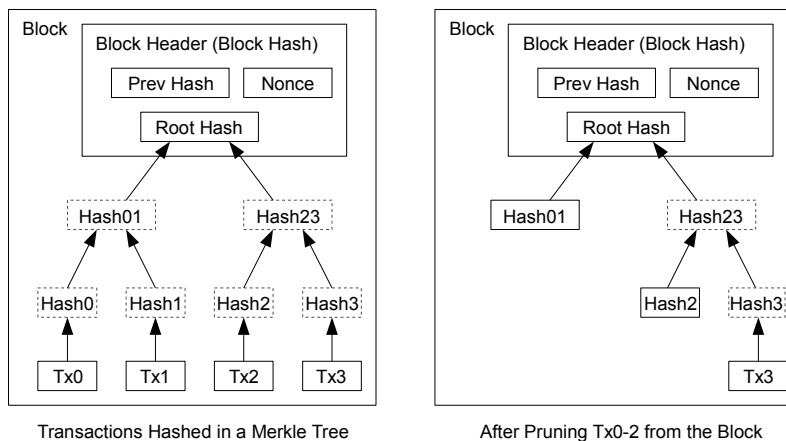 Block
Block Header (Block Hash)
Prev Hash Nonce
Root Hash
Hash01 Hash23
Hash0 Hash1 Hash2 Hash3
Tx0 Tx1 Tx2 Tx3
Transactions Hashed in a Merkle Tree
Block
Block Header (Block Hash)
Prev Hash Nonce
Root Hash
Hash01 Hash23
Hash2 Hash3
Tx3
After Pruning Tx0-2 from the Block